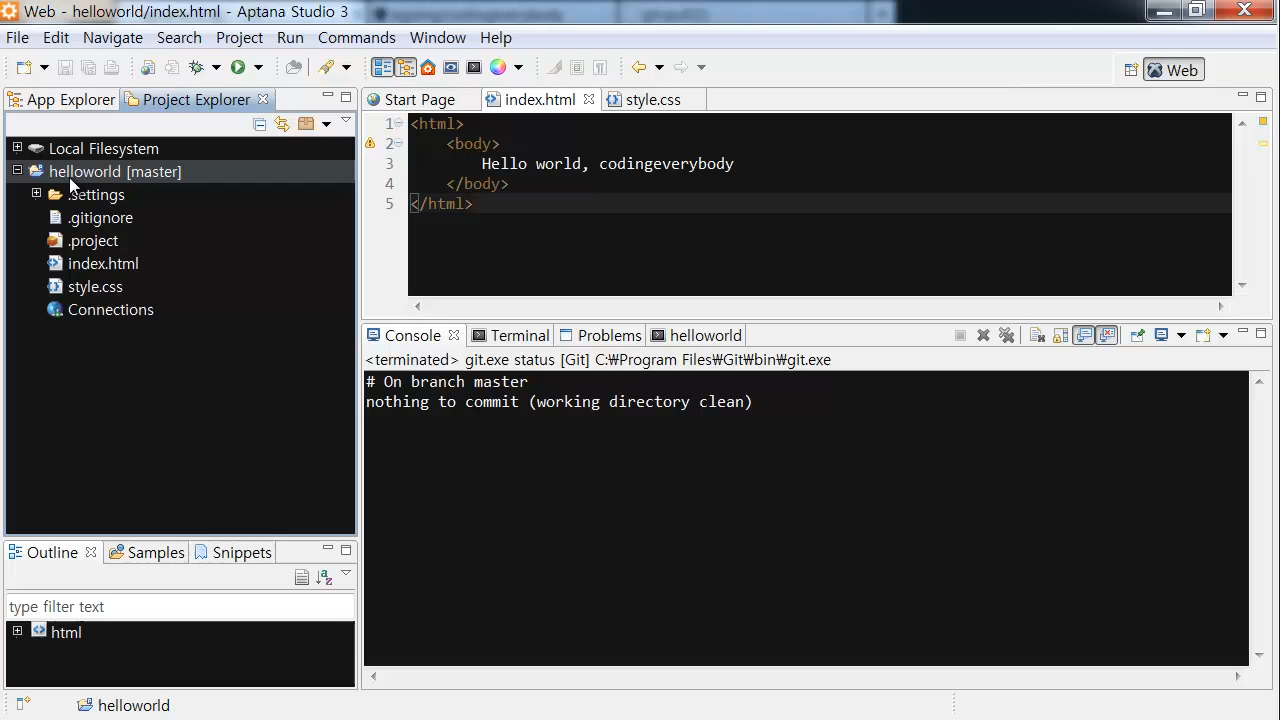 Web - helloworld/index.html - Aptana Studio 3
File Edit Navigate Search Project Run Commands Window Help
Web
App Explorer Project Explorer
Local Filesystem
helloworld [master]
.settings
.gitignore
.project
index.html
style.css
Connections
Start Page index.html style.css
1 <html>
2 <body>
3 Hello world, codingeverybody
4 </body>
5 </html>
Console Terminal Problems helloworld
<terminated> git.exe status [Git] C:₩Program Files₩Git₩bin₩git.exe
# On branch master
nothing to commit (working directory clean)
Outline Samples Snippets
type filter text
html
helloworld